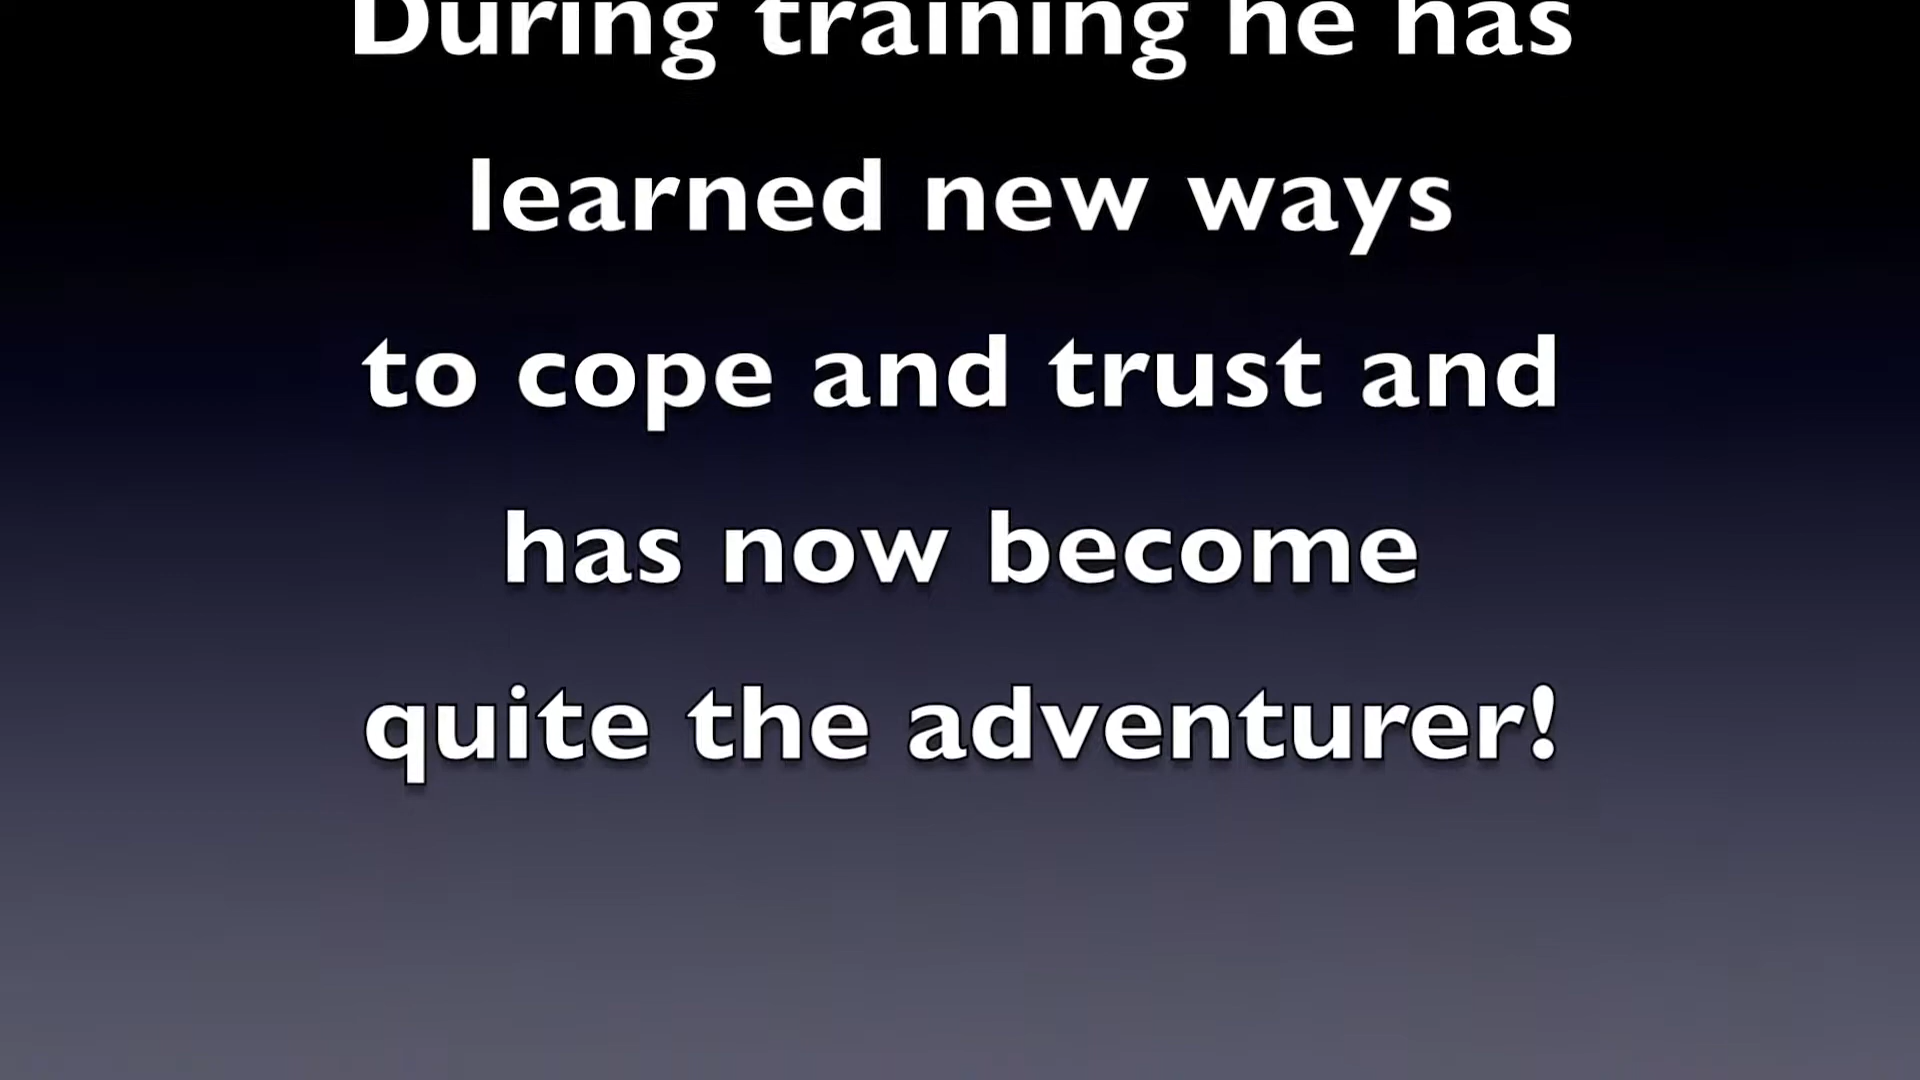 During training he has
learned new ways
to cope and trust and
has now become
quite the adventurer!